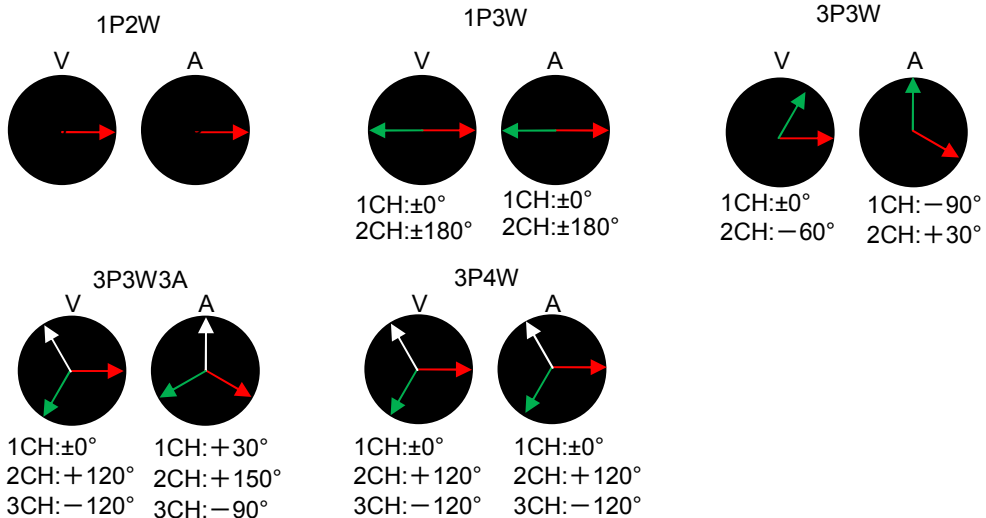 1P2W
V A
1P3W
V A
1CH:±0°
2CH:±180°
1CH:±0°
2CH:±180°
3P3W
V A
1CH:±0°
2CH:－60°
1CH:－90°
2CH:＋30°
3P3W3A
V A
1CH:±0°
2CH:＋120°
3CH:－120°
1CH:＋30°
2CH:＋150°
3CH:－90°
3P4W
V A
1CH:±0°
2CH:＋120°
3CH:－120°
1CH:±0°
2CH:＋120°
3CH:－120°